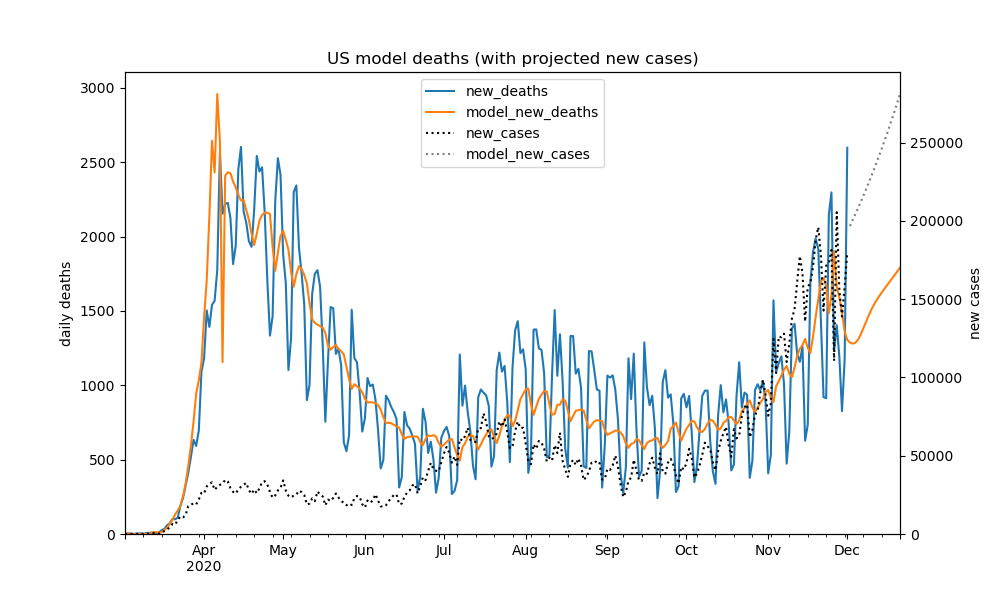 US model deaths (with projected new cases)
new_deaths
model_new_deaths
new_cases
model_new_cases
daily deaths
3000
2500
2000
1500
1000
500
0
new cases
250000
200000
150000
100000
50000
0
Apr May Jun Jul Aug Sep Oct Nov Dec
2020